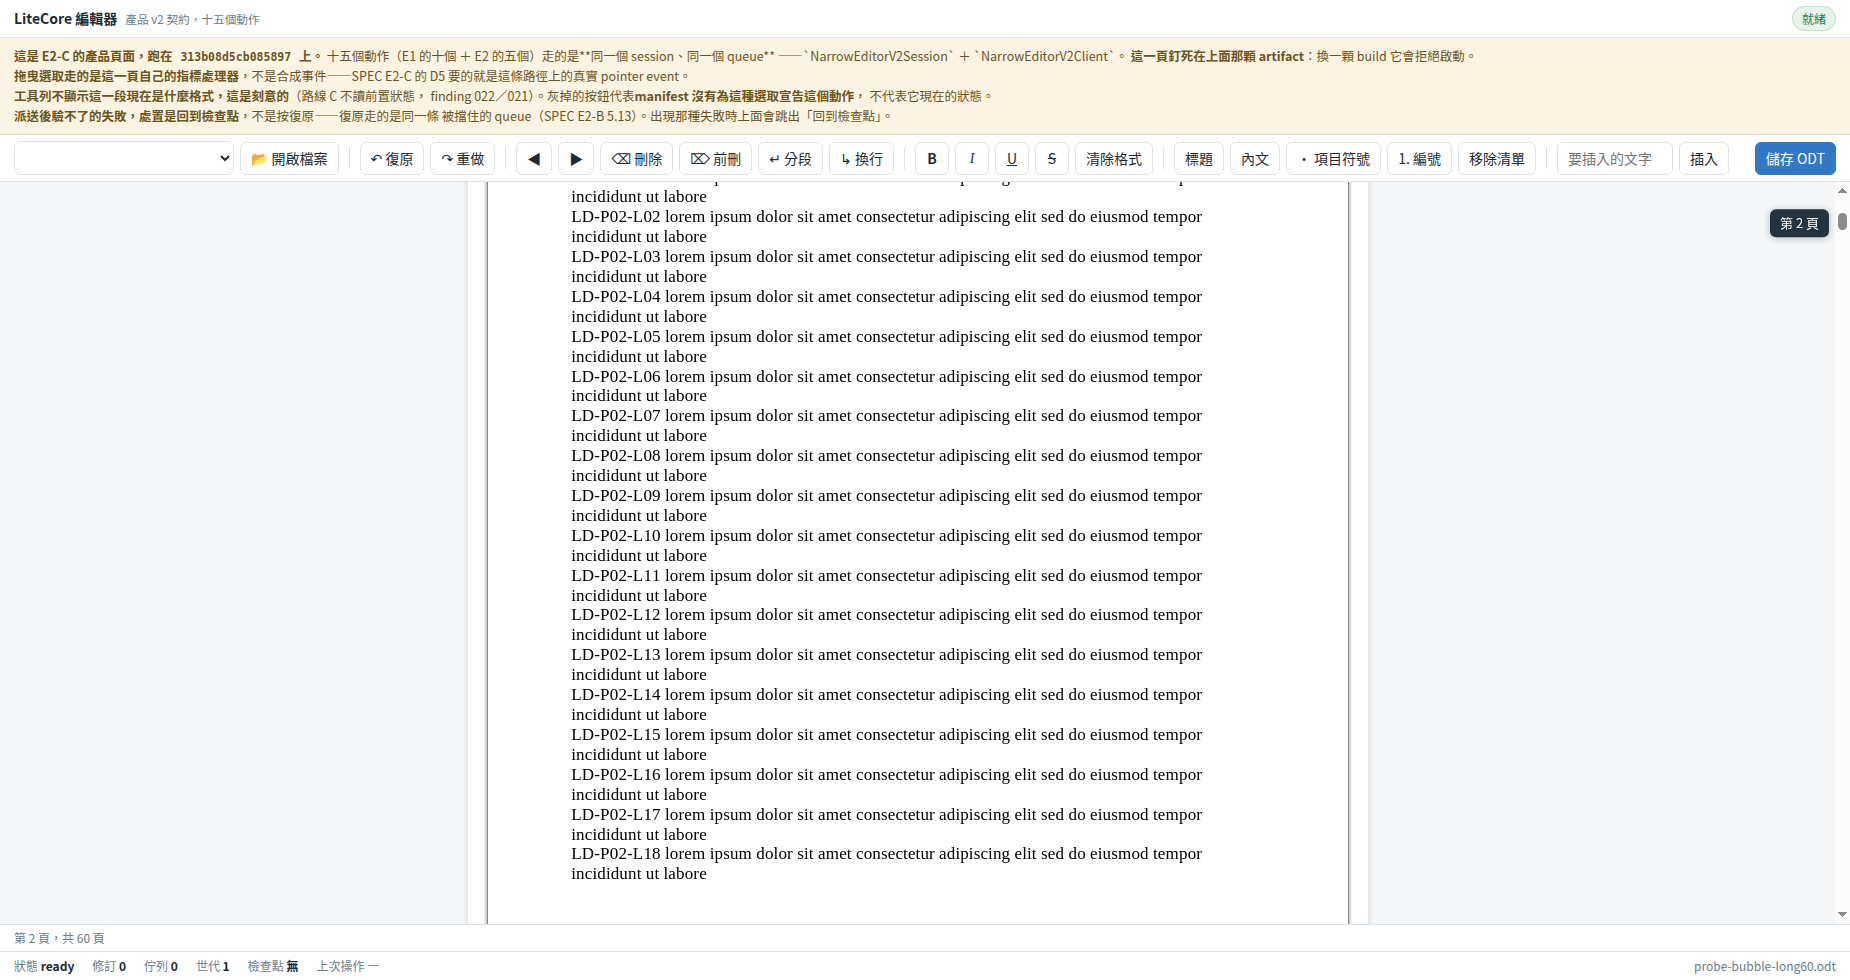 LiteCore 編輯器 產品 v2 契約，十五個動作 就緒
這是 E2-C 的產品頁面，跑在 313b08d5cb085897 上。 十五個動作（E1 的十個 ＋ E2 的五個）走的是**同一個 session、同一個 queue** ——`NarrowEditorV2Session` ＋ `NarrowEditorV2Client`。 這一頁釘死在上面那顆 artifact：換一顆 build 它會拒絕啟動。
拖曳選取走的是這一頁自己的指標處理器，不是合成事件——SPEC E2-C 的 D5 要的就是這條路徑上的真實 pointer event。
工具列不顯示這一段現在是什麼格式，這是刻意的（路線 C 不讀前置狀態， finding 022／021）。灰掉的按鈕代表manifest 沒有為這種選取宣告這個動作， 不代表它現在的狀態。
派送後驗不了的失敗，處置是回到檢查點，不是按復原——復原走的是同一條 被擋住的 queue（SPEC E2-B 5.13）。出現那種失敗時上面會跳出「回到檢查點」。
📂 開啟檔案 ↶ 復原 ↷ 重做 ◀ ▶ ⌫ 刪除 ⌦ 前刪 ↵ 分段 ↳ 換行 B I U S 清除格式 標題 內文 ・ 項目符號 1. 編號 移除清單 要插入的文字 插入 儲存 ODT
incididunt ut labore
LD-P02-L02 lorem ipsum dolor sit amet consectetur adipiscing elit sed do eiusmod tempor
incididunt ut labore
LD-P02-L03 lorem ipsum dolor sit amet consectetur adipiscing elit sed do eiusmod tempor
incididunt ut labore
LD-P02-L04 lorem ipsum dolor sit amet consectetur adipiscing elit sed do eiusmod tempor
incididunt ut labore
LD-P02-L05 lorem ipsum dolor sit amet consectetur adipiscing elit sed do eiusmod tempor
incididunt ut labore
LD-P02-L06 lorem ipsum dolor sit amet consectetur adipiscing elit sed do eiusmod tempor
incididunt ut labore
LD-P02-L07 lorem ipsum dolor sit amet consectetur adipiscing elit sed do eiusmod tempor
incididunt ut labore
LD-P02-L08 lorem ipsum dolor sit amet consectetur adipiscing elit sed do eiusmod tempor
incididunt ut labore
LD-P02-L09 lorem ipsum dolor sit amet consectetur adipiscing elit sed do eiusmod tempor
incididunt ut labore
LD-P02-L10 lorem ipsum dolor sit amet consectetur adipiscing elit sed do eiusmod tempor
incididunt ut labore
LD-P02-L11 lorem ipsum dolor sit amet consectetur adipiscing elit sed do eiusmod tempor
incididunt ut labore
LD-P02-L12 lorem ipsum dolor sit amet consectetur adipiscing elit sed do eiusmod tempor
incididunt ut labore
LD-P02-L13 lorem ipsum dolor sit amet consectetur adipiscing elit sed do eiusmod tempor
incididunt ut labore
LD-P02-L14 lorem ipsum dolor sit amet consectetur adipiscing elit sed do eiusmod tempor
incididunt ut labore
LD-P02-L15 lorem ipsum dolor sit amet consectetur adipiscing elit sed do eiusmod tempor
incididunt ut labore
LD-P02-L16 lorem ipsum dolor sit amet consectetur adipiscing elit sed do eiusmod tempor
incididunt ut labore
LD-P02-L17 lorem ipsum dolor sit amet consectetur adipiscing elit sed do eiusmod tempor
incididunt ut labore
LD-P02-L18 lorem ipsum dolor sit amet consectetur adipiscing elit sed do eiusmod tempor
incididunt ut labore
第 2 頁
第 2 頁，共 60 頁
狀態 ready 修訂 0 佇列 0 世代 1 檢查點 無 上次操作 — probe-bubble-long60.odt